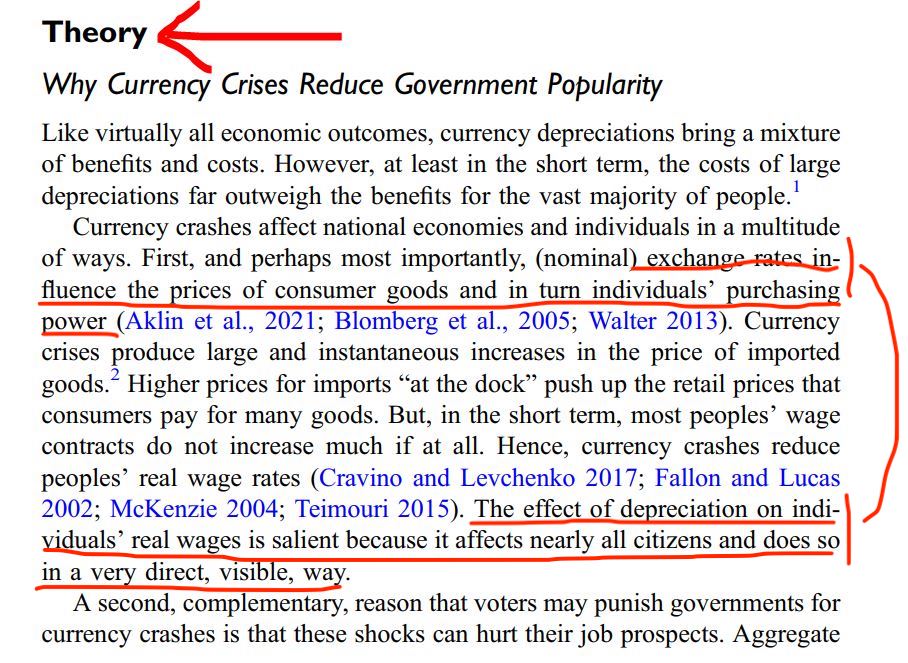 Theory
Why Currency Crises Reduce Government Popularity
Like virtually all economic outcomes, currency depreciations bring a mixture
of benefits and costs. However, at least in the short term, the costs of large
depreciations far outweigh the benefits for the vast majority of people.1
Currency crashes affect national economies and individuals in a multitude
of ways. First, and perhaps most importantly, (nominal) exchange rates in-
fluence the prices of consumer goods and in turn individuals’ purchasing
power (Aklin et al., 2021; Blomberg et al., 2005; Walter 2013). Currency
crises produce large and instantaneous increases in the price of imported
goods.2 Higher prices for imports “at the dock” push up the retail prices that
consumers pay for many goods. But, in the short term, most peoples’ wage
contracts do not increase much if at all. Hence, currency crashes reduce
peoples’ real wage rates (Cravino and Levchenko 2017; Fallon and Lucas
2002; McKenzie 2004; Teimouri 2015). The effect of depreciation on indi-
viduals’ real wages is salient because it affects nearly all citizens and does so
in a very direct, visible, way.
A second, complementary, reason that voters may punish governments for
currency crashes is that these shocks can hurt their job prospects. Aggregate